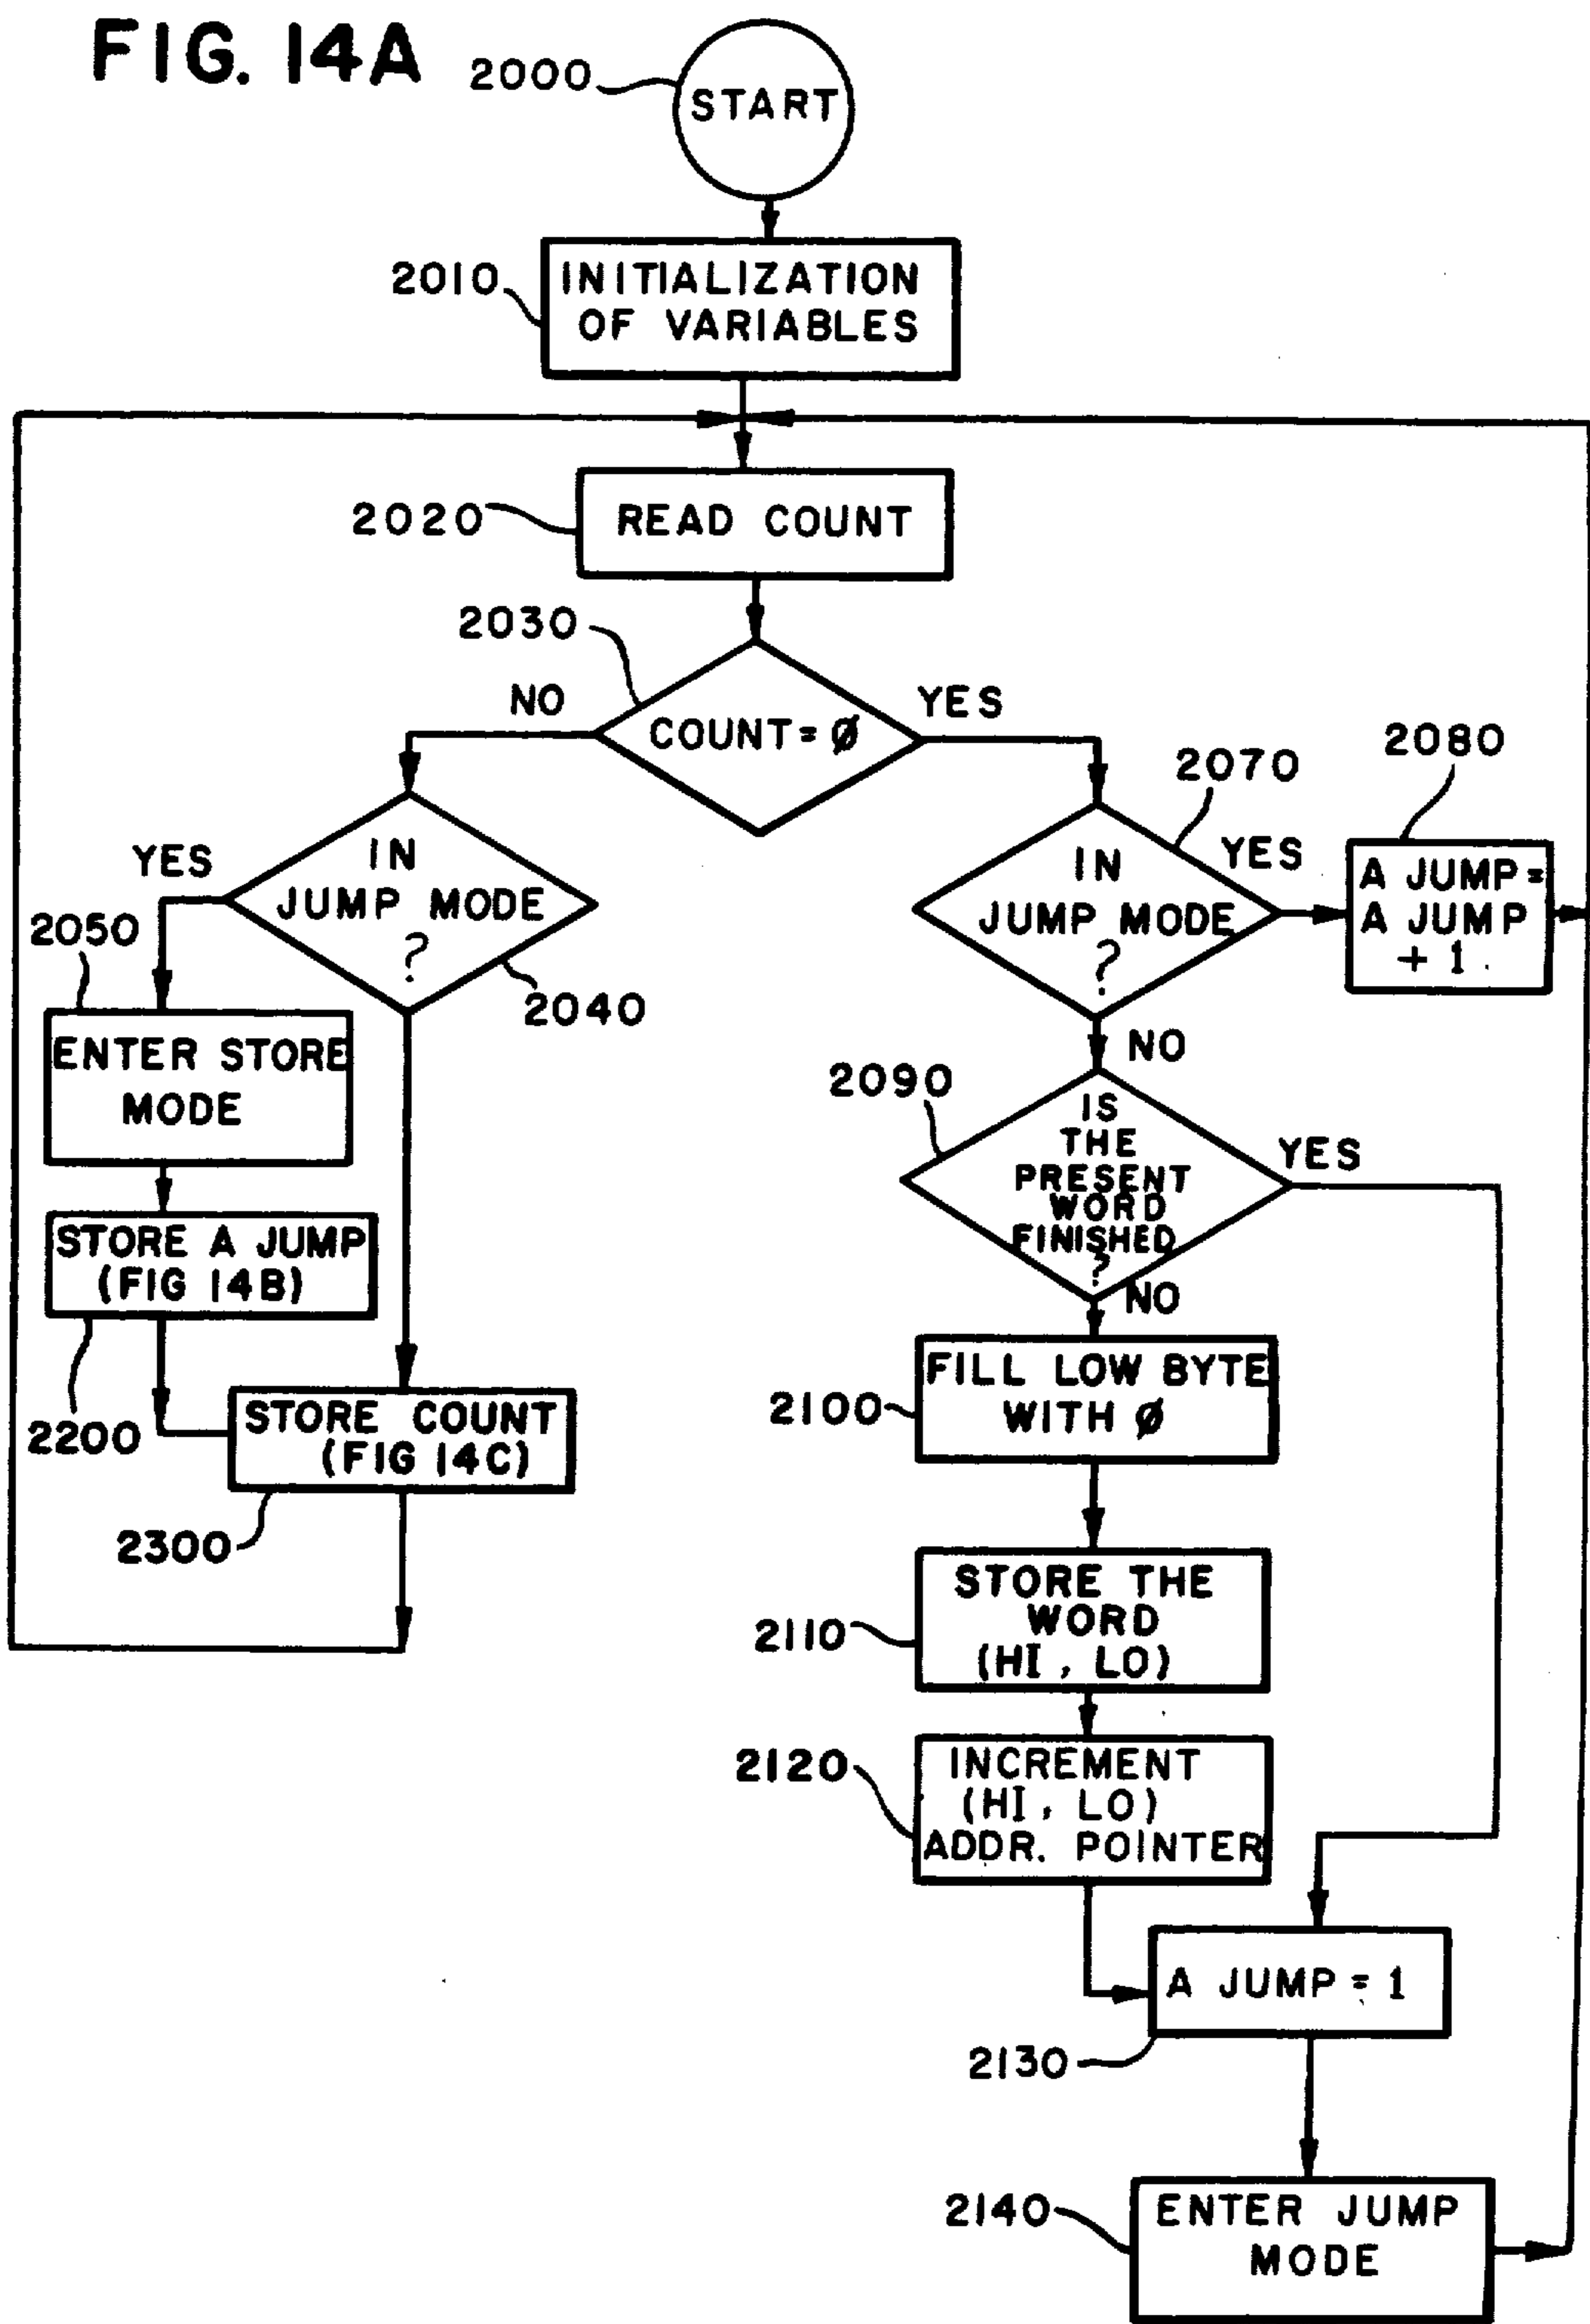 FIG. 14A
2000
START
2010
INITIALIZATION
OF VARIABLES
2020
READ COUNT
2030
NO
COUNT = Ø
YES
YES
IN
JUMP MODE
?
2040
2050
ENTER STORE
MODE
STORE A JUMP
(FIG 14B)
2200
STORE COUNT
(FIG 14C)
2300
2070
IN
JUMP MODE
?
YES
2080
A JUMP =
A JUMP
+ 1
NO
2090
IS
THE
PRESENT
WORD
FINISHED
?
YES
NO
2100
FILL LOW BYTE
WITH Ø
2110
STORE THE
WORD
(HI, LO)
2120
INCREMENT
(HI, LO)
ADDR. POINTER
A JUMP = 1
2130
2140
ENTER JUMP
MODE